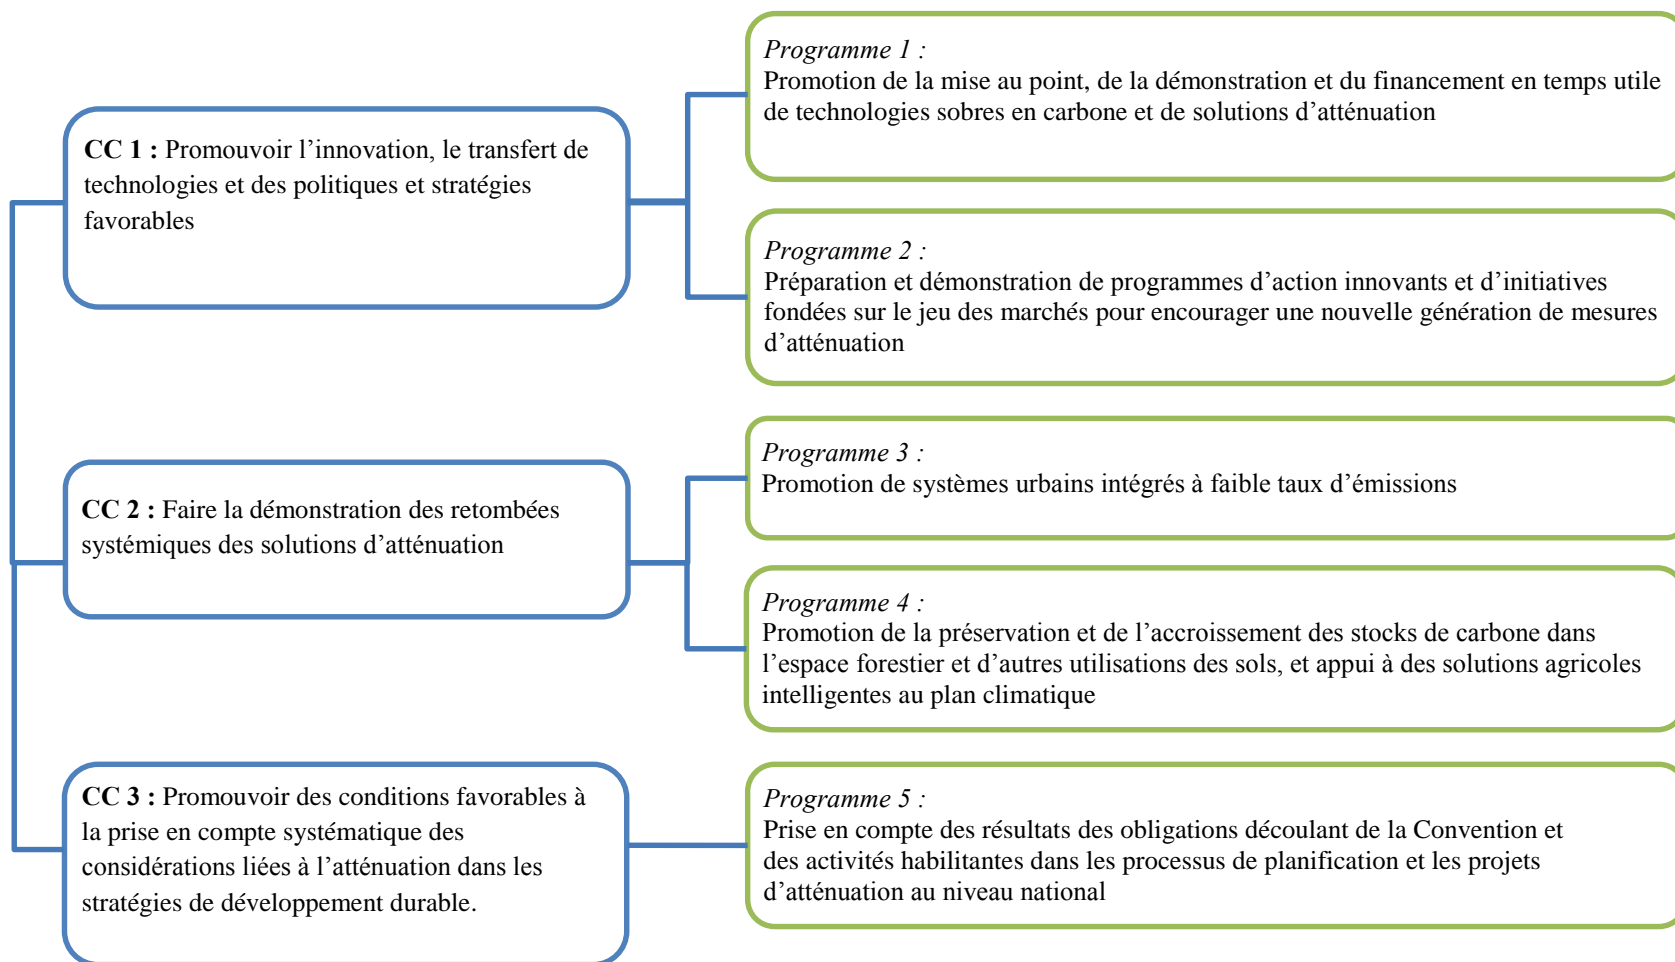 CC 1 : Promouvoir l’innovation, le transfert de
technologies et des politiques et stratégies
favorables
Programme 1 :
Promotion de la mise au point, de la démonstration et du financement en temps utile
de technologies sobres en carbone et de solutions d’atténuation
Programme 2 :
Préparation et démonstration de programmes d’action innovants et d’initiatives
fondées sur le jeu des marchés pour encourager une nouvelle génération de mesures
d’atténuation
CC 2 : Faire la démonstration des retombées
systémiques des solutions d’atténuation
Programme 3 :
Promotion de systèmes urbains intégrés à faible taux d’émissions
Programme 4 :
Promotion de la préservation et de l’accroissement des stocks de carbone dans
l’espace forestier et d’autres utilisations des sols, et appui à des solutions agricoles
intelligentes au plan climatique
CC 3 : Promouvoir des conditions favorables à
la prise en compte systématique des
considérations liées à l’atténuation dans les
stratégies de développement durable.
Programme 5 :
Prise en compte des résultats des obligations découlant de la Convention et
des activités habilitantes dans les processus de planification et les projets
d’atténuation au niveau national